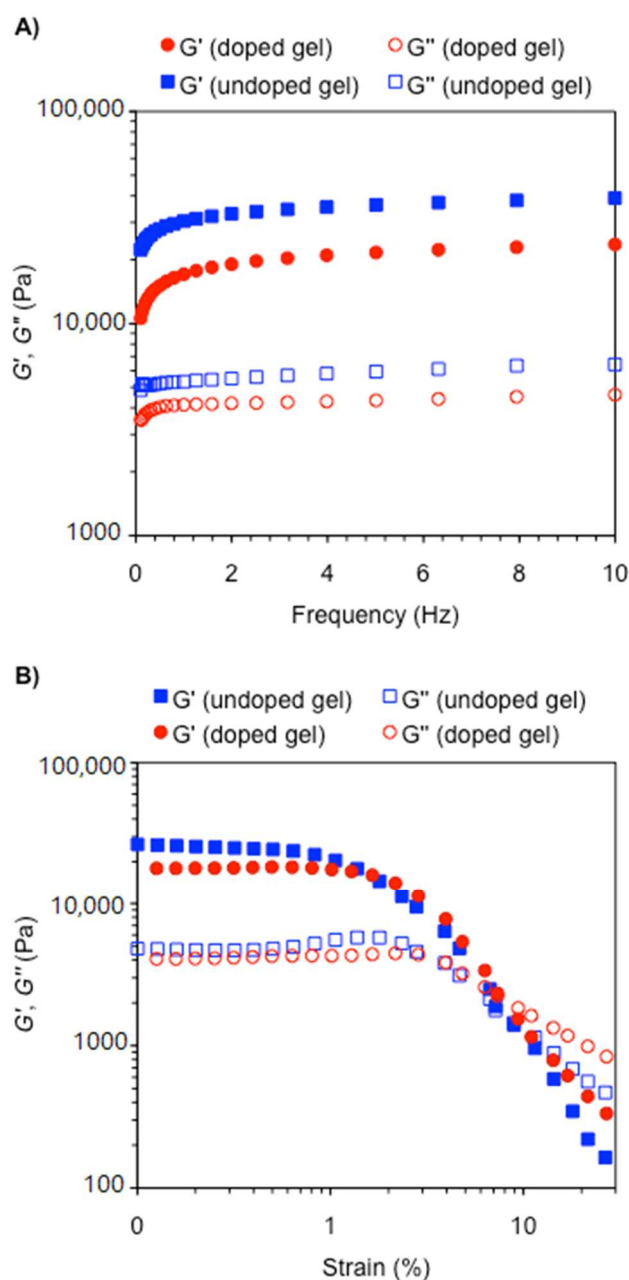 A)
G' (doped gel) G" (doped gel)
G' (undoped gel) G" (undoped gel)
100,000
10,000
1000
G', G" (Pa)
0 2 4 6 8 10
Frequency (Hz)
B)
G' (undoped gel) G" (undoped gel)
G' (doped gel) G" (doped gel)
100,000
10,000
1000
100
G', G" (Pa)
0 1 10
Strain (%)